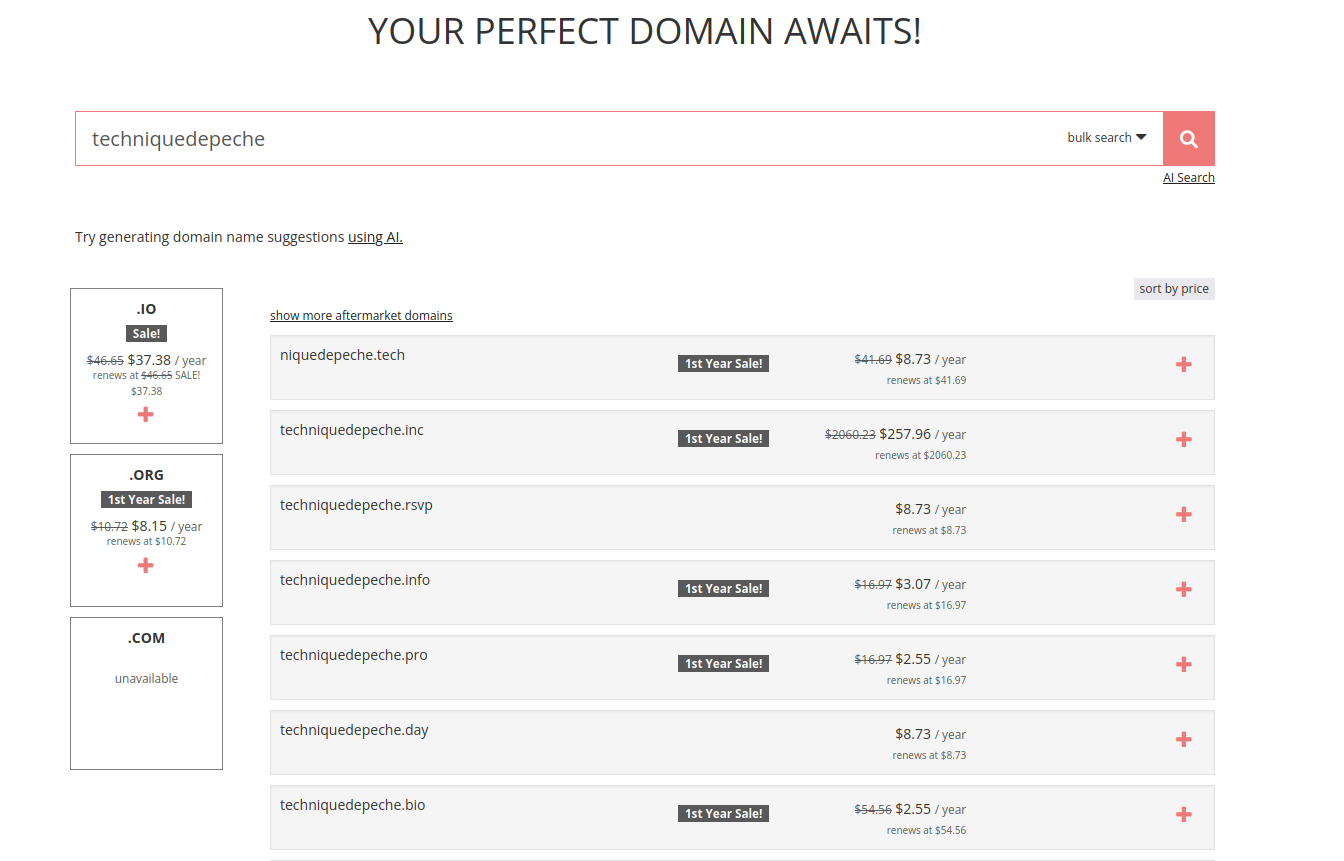 YOUR PERFECT DOMAIN AWAITS!
techniquedepeche
bulk search
AI Search
Try generating domain name suggestions using AI.
sort by price
.IO
Sale!
$46.65 $37.38 / year
renews at $46.65 SALE!
$37.38
.ORG
1st Year Sale!
$10.72 $8.15 / year
renews at $10.72
.COM
unavailable
show more aftermarket domains
niquedepeche.tech
1st Year Sale!
$41.69 $8.73 / year
renews at $41.69
techniquedepeche.inc
1st Year Sale!
$2060.23 $257.96 / year
renews at $2060.23
techniquedepeche.rsvp
$8.73 / year
renews at $8.73
techniquedepeche.info
1st Year Sale!
$16.97 $3.07 / year
renews at $16.97
techniquedepeche.pro
1st Year Sale!
$16.97 $2.55 / year
renews at $16.97
techniquedepeche.day
$8.73 / year
renews at $8.73
techniquedepeche.bio
1st Year Sale!
$54.56 $2.55 / year
renews at $54.56